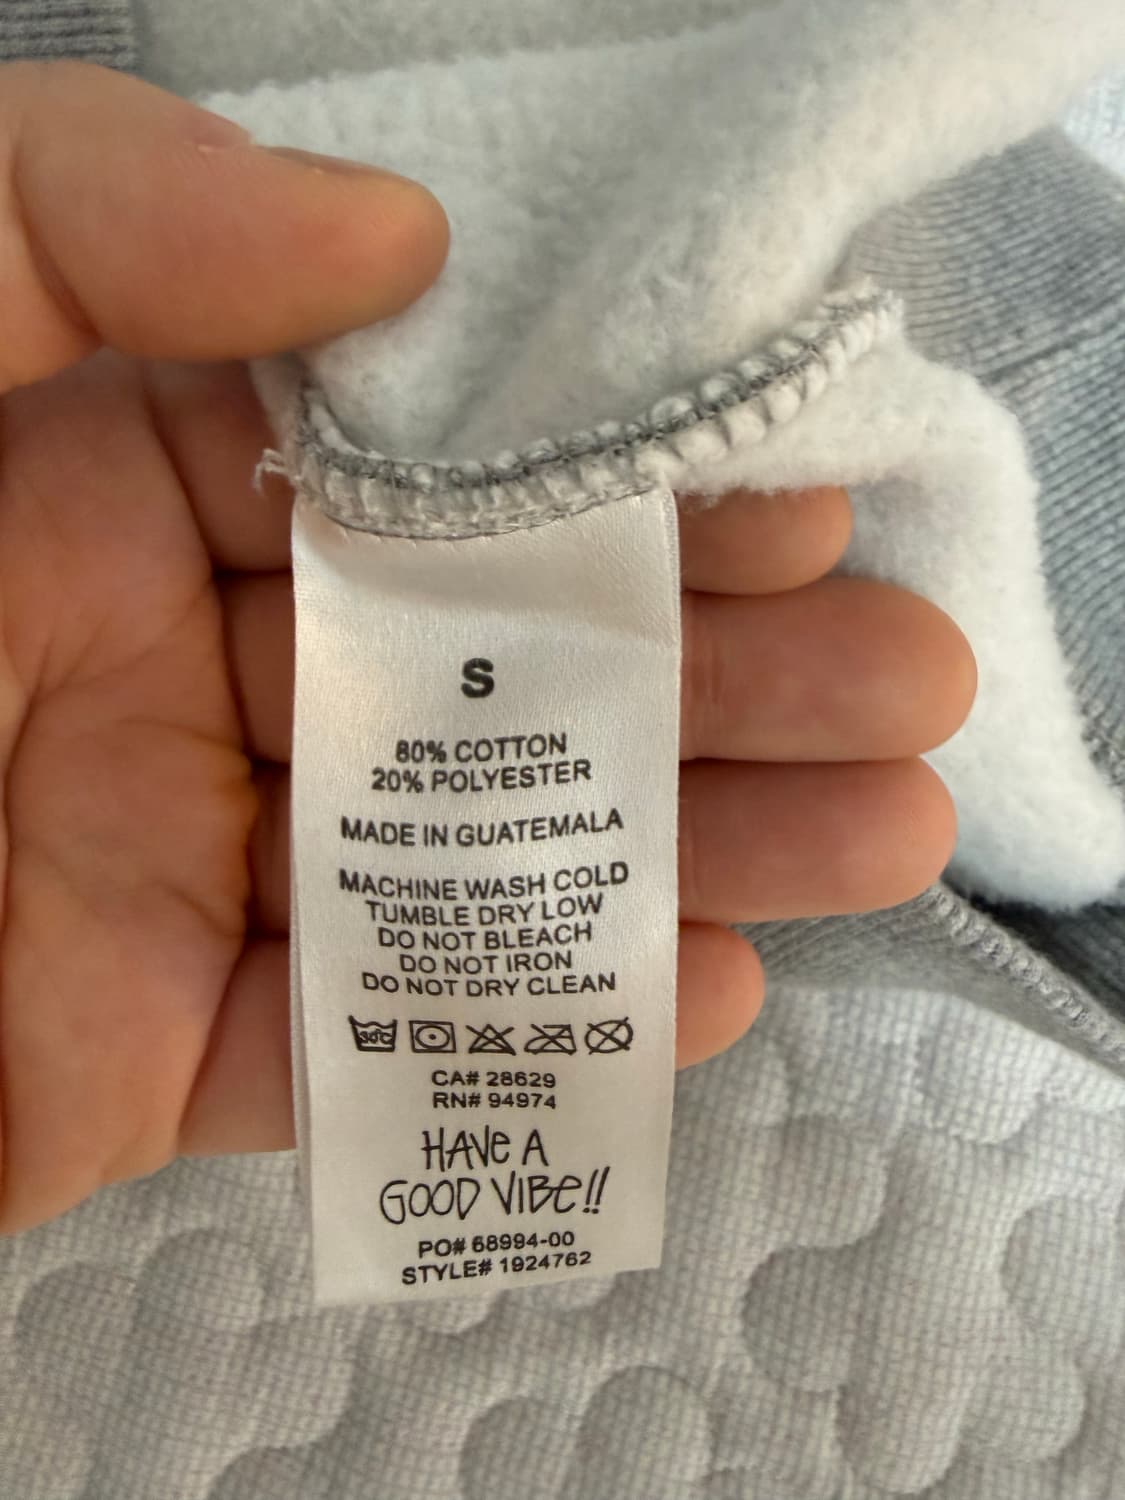 S
80% COTTON
20% POLYESTER
MADE IN GUATEMALA
MACHINE WASH COLD
TUMBLE DRY LOW
DO NOT BLEACH
DO NOT IRON
DO NOT DRY CLEAN
30°C
CA# 28629
RN# 94974
HAVe A
GOOD VIBe!!
PO# 68994-00
STYLE# 1924762